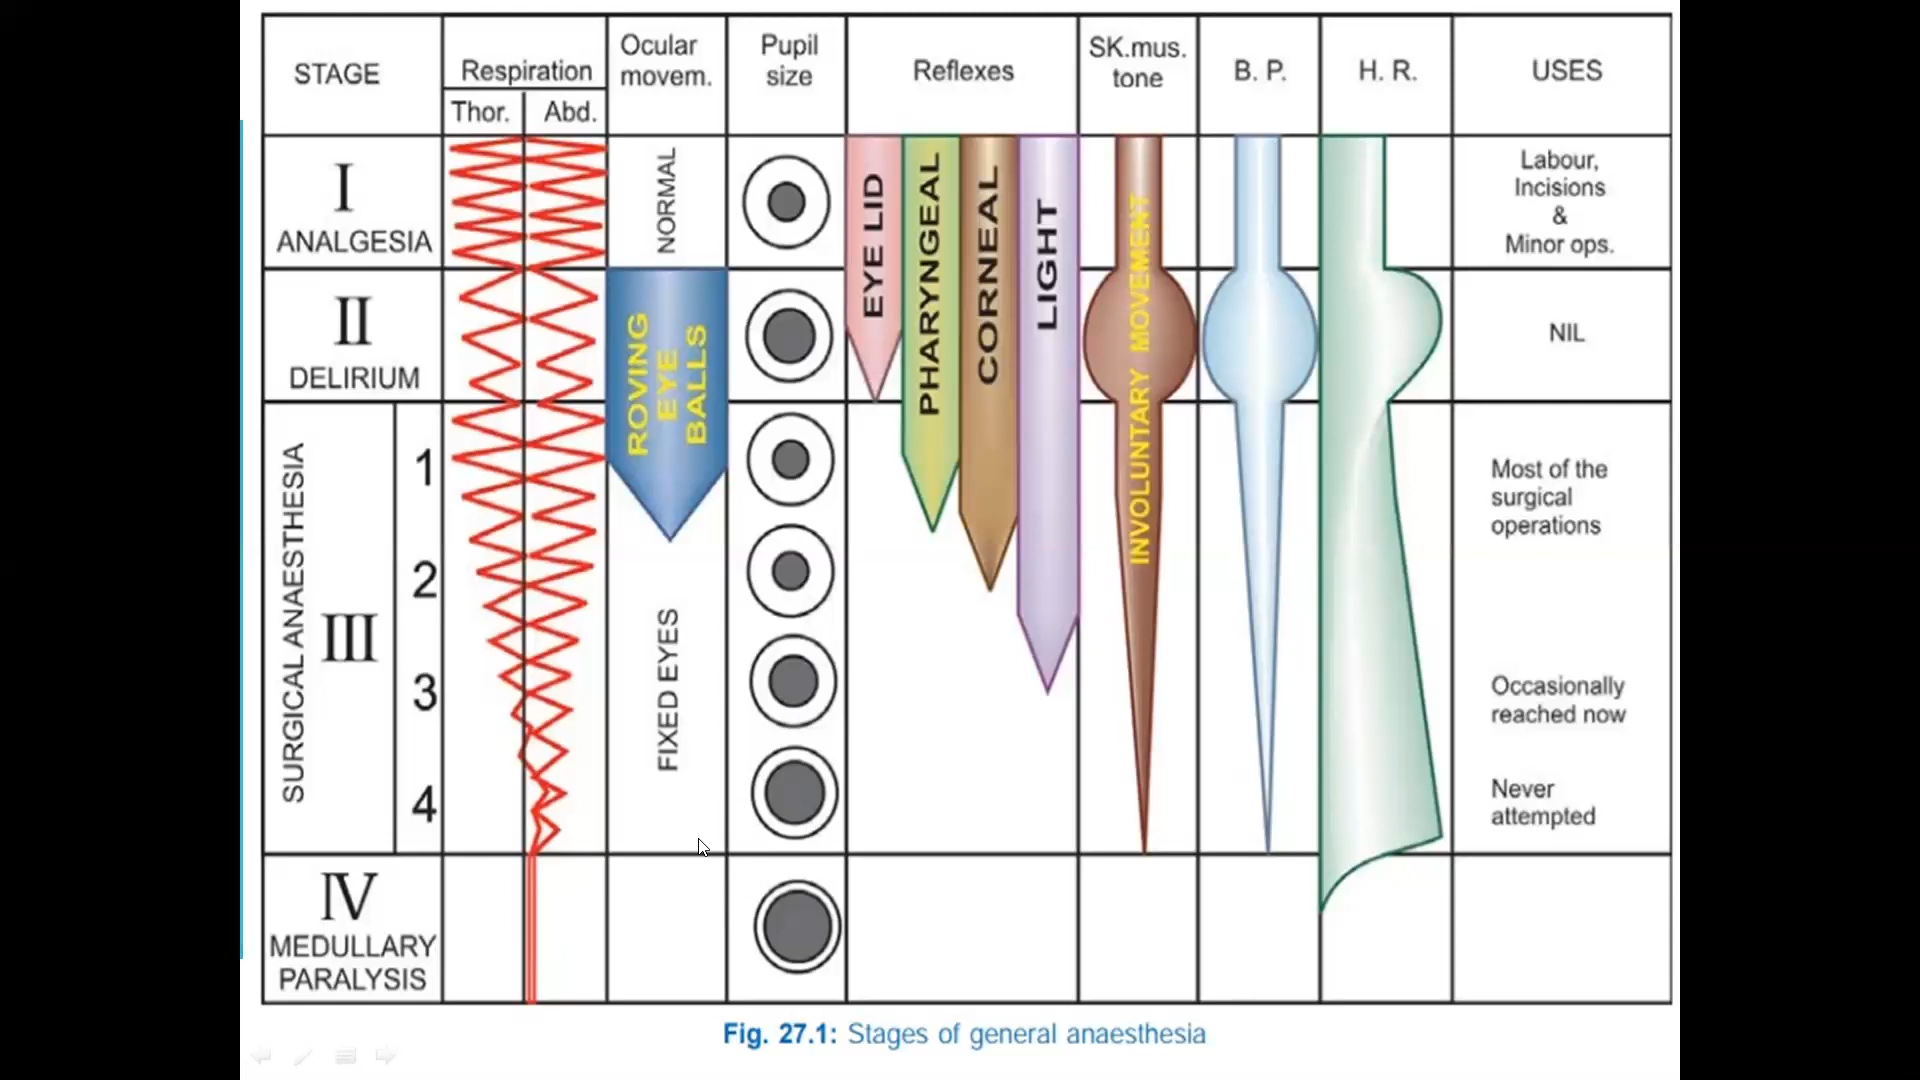 STAGE
Respiration
Thor.
Abd.
Ocular
movem.
Pupil
size
Reflexes
SK.mus.
tone
B. P.
H. R.
USES
I
ANALGESIA
NORMAL
EYE LID
PHARYNGEAL
CORNEAL
LIGHT
INVOLUNTARY MOVEMENT
Labour,
Incisions
&
Minor ops.
II
DELIRIUM
ROVING
EYE
BALLS
NIL
SURGICAL ANAESTHESIA
III
1
2
3
4
FIXED EYES
Most of the
surgical
operations
Occasionally
reached now
Never
attempted
IV
MEDULLARY
PARALYSIS
Fig. 27.1: Stages of general anaesthesia